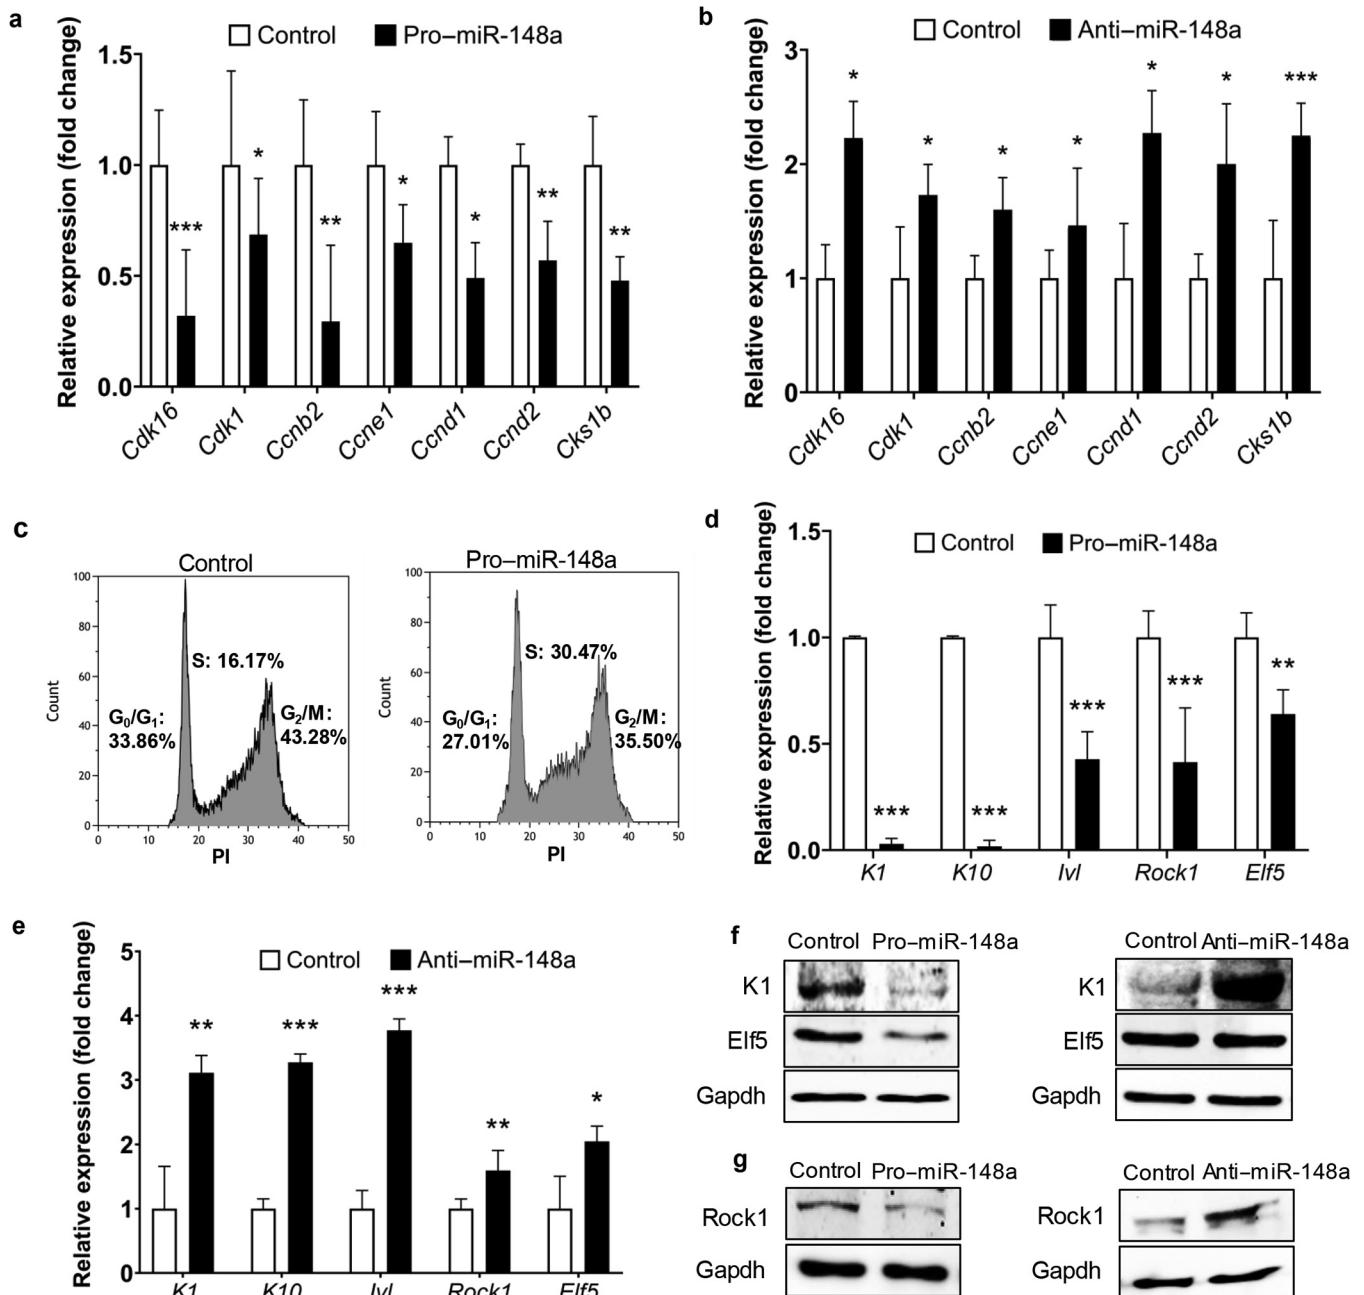 a
Control Pro–miR-148a
Relative expression (fold change)
1.5
1.0
0.5
0.0
*** * ** * * ** **
Cdk16 Cdk1 Ccnb2 Ccne1 Ccnd1 Ccnd2 Cks1b
b
Control Anti–miR-148a
Relative expression (fold change)
3
2
1
0
* * * * * * ***
Cdk16 Cdk1 Ccnb2 Ccne1 Ccnd1 Ccnd2 Cks1b
c
Control
Count
100
80
60
40
20
0
S: 16.17%
G0/G1:
33.86%
G2/M:
43.28%
0 10 20 30 40 50
PI
Pro–miR-148a
Count
100
80
60
40
20
0
S: 30.47%
G0/G1:
27.01%
G2/M:
35.50%
0 10 20 30 40 50
PI
d
Control Pro–miR-148a
Relative expression (fold change)
1.5
1.0
0.5
0.0
*** *** *** *** **
K1 K10 Ivl Rock1 Elf5
e
Control Anti–miR-148a
Relative expression (fold change)
5
4
3
2
1
0
** *** *** ** *
K1 K10 Ivl Rock1 Elf5
f
Control Pro–miR-148a
K1
Elf5
Gapdh
Control Anti–miR-148a
K1
Elf5
Gapdh
g
Control Pro–miR-148a
Rock1
Gapdh
Control Anti–miR-148a
Rock1
Gapdh